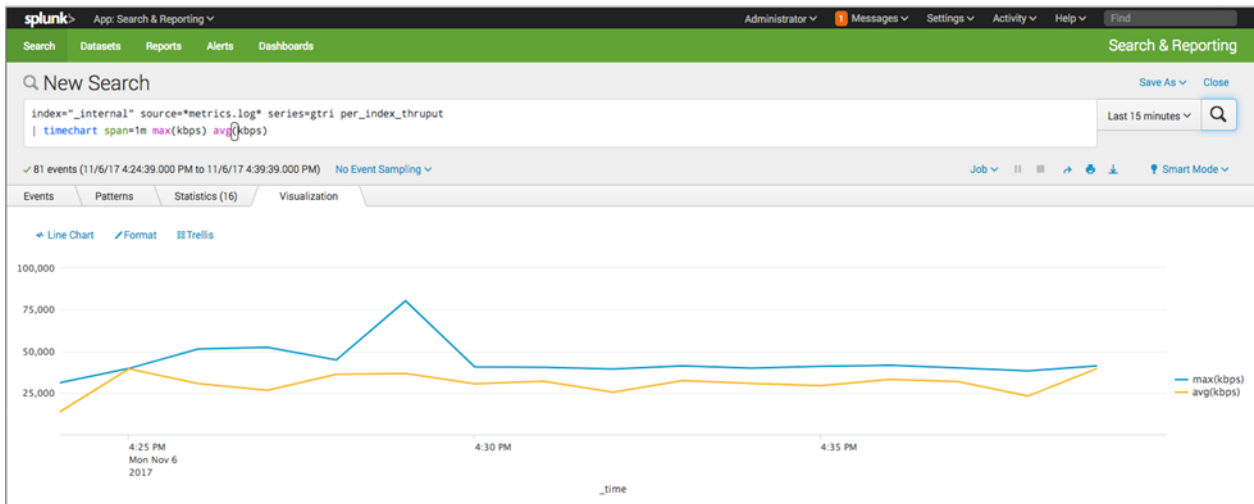 splunk> App: Search & Reporting Administrator 1 Messages Settings Activity Help Find
Search Datasets Reports Alerts Dashboards Search & Reporting
New Search Save As Close
index="_internal" source=*metrics.log* series=gtri per_index_thruput
| timechart span=1m max(kbps) avg(kbps)
Last 15 minutes
81 events (11/6/17 4:24:39.000 PM to 11/6/17 4:39:39.000 PM) No Event Sampling Job Smart Mode
Events Patterns Statistics (16) Visualization
Line Chart Format Trellis
100,000
75,000
50,000
25,000
max(kbps)
avg(kbps)
4:25 PM 4:30 PM 4:35 PM
Mon Nov 6
2017
_time